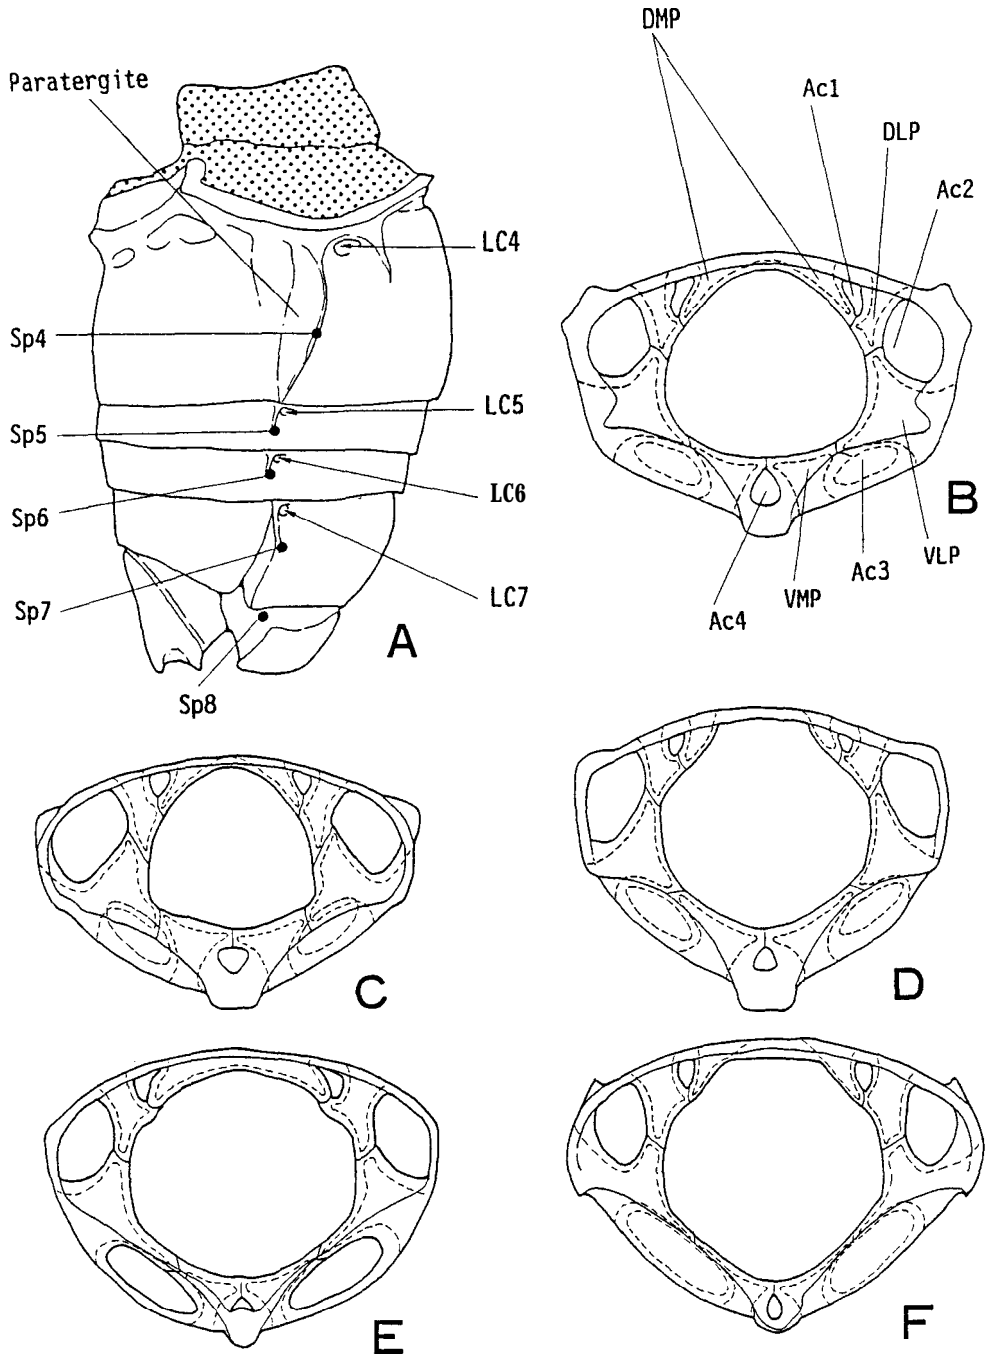 DMP
Paratergite
Ac1
DLP
Ac2
LC4
Sp4
LC5
Sp5
LC6
Sp6
B
VLP
Ac3
LC7
VMP
Sp7
Ac4
A
Sp8
C
D
E
F